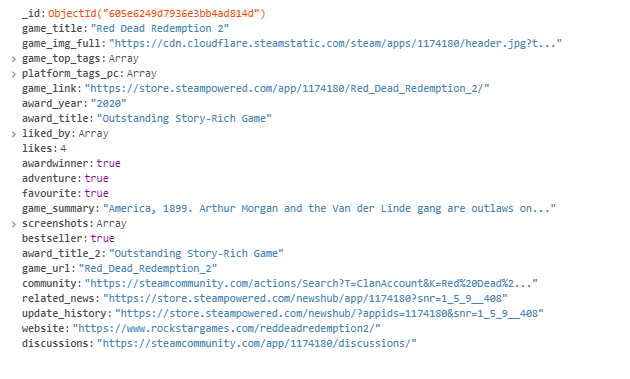 _id: ObjectId("605e6249d7936e3bb4ad814d")
game_title: "Red Dead Redemption 2"
game_img_full: "https://cdn.cloudflare.steamstatic.com/steam/apps/1174180/header.jpg?t..."
> game_top_tags: Array
> platform_tags_pc: Array
game_link: "https://store.steampowered.com/app/1174180/Red_Dead_Redemption_2/"
award_year: "2020"
award_title: "Outstanding Story-Rich Game"
> liked_by: Array
likes: 4
awardwinner: true
adventure: true
favourite: true
game_summary: "America, 1899. Arthur Morgan and the Van der Linde gang are outlaws on..."
> screenshots: Array
bestseller: true
award_title_2: "Outstanding Story-Rich Game"
game_url: "Red_Dead_Redemption_2"
community: "https://steamcommunity.com/actions/Search?T=ClanAccount&K=Red%20Dead%2..."
related_news: "https://store.steampowered.com/newshub/app/1174180?snr=1_5_9__408"
update_history: "https://store.steampowered.com/newshub/?appids=1174180&snr=1_5_9__408"
website: "https://www.rockstargames.com/reddeadredemption2/"
discussions: "https://steamcommunity.com/app/1174180/discussions/"